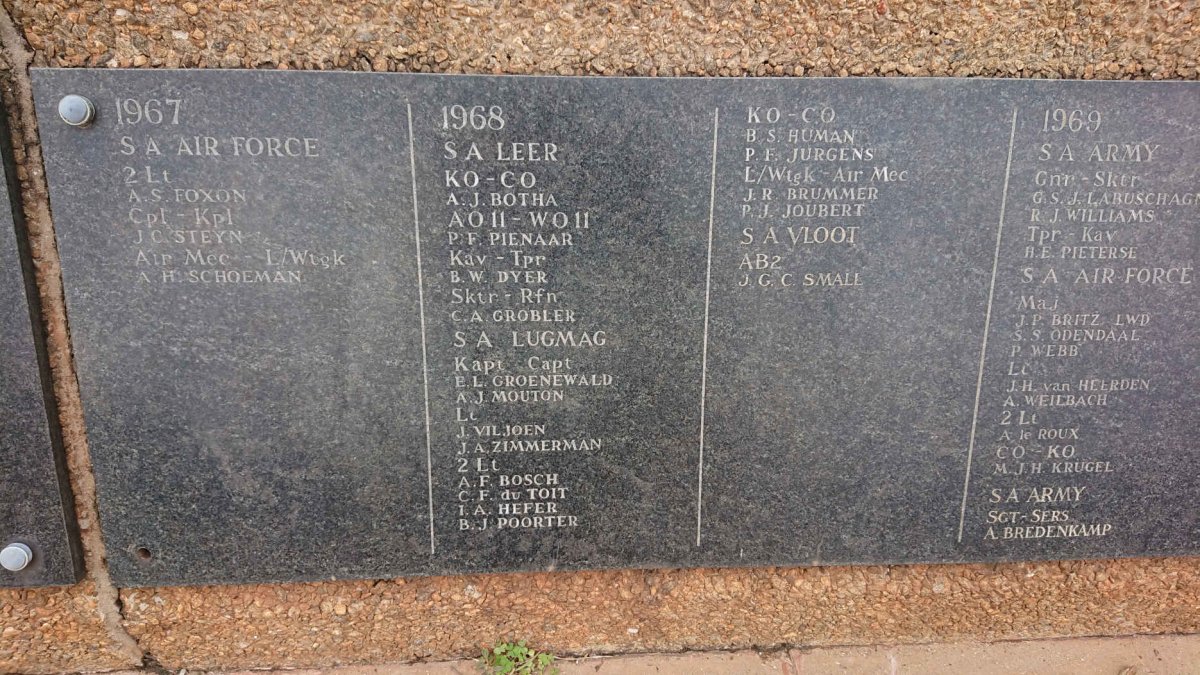 1967
S A AIR FORCE
2 Lt
A.S. FOXON
Cpl - Kpl
J.C. STEYN
Air Mec - L/Wtgk
A.H. SCHOEMAN
1968
S A LEER
KO-CO
A.J. BOTHA
AO11-WO11
P.F. PIENAAR
Kav - Tpr
B.W. DYER
Sktr - Rfn
C.A. GROBLER
S A LUGMAG
Kapt Capt
E.L. GROENEWALD
A.J. MOUTON
Lt
J. VILJOEN
J.A. ZIMMERMAN
2 Lt
A.F. BOSCH
C.F. du TOIT
I.A. HEFER
B.J. POORTER
KO-CO
B.S. HUMAN
P.F. JURGENS
L/Wtgk - Air Mec
J.R. BRUMMER
P.J. JOUBERT
S A VLOOT
AB2
J.G.C. SMALL
1969
S A ARMY
Gnr - Sktr
G.S.J. LABUSCHAG
R.J. WILLIAMS
Tpr - Kav
H.E. PIETERSE
S A AIR FORCE
Maj
J.P. BRITZ LWD
S.S. ODENDAAL
P. WEBB
Lt
J.H. van HEERDEN
A. WEILBACH
2 Lt
A. le ROUX
CO-KO
M.J.H. KRUGEL
S A ARMY
SGT-SERS
A. BREDENKAMP